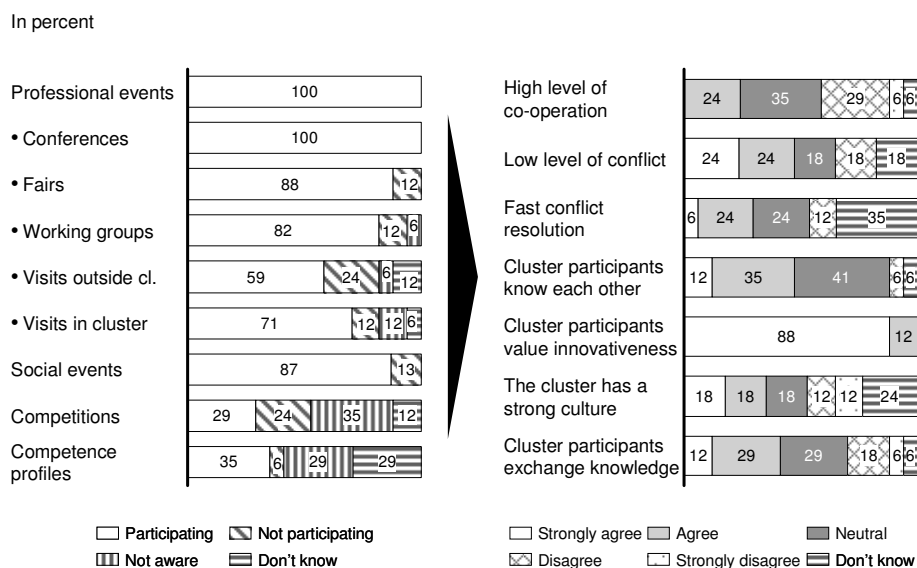 In percent
Professional events 100
• Conferences 100
• Fairs 88 12
• Working groups 82 12 6
• Visits outside cl. 59 24 6 12
• Visits in cluster 71 12 12 6
Social events 87 13
Competitions 29 24 35 12
Competence
profiles 35 6 29 29
Participating Not participating
Not aware Don't know
High level of
co-operation 24 35 29 6 6
Low level of conflict 24 24 18 18 18
Fast conflict
resolution 6 24 24 12 35
Cluster participants
know each other 12 35 41 6 6
Cluster participants
value innovativeness 88 12
The cluster has a
strong culture 18 18 18 12 12 24
Cluster participants
exchange knowledge 12 29 29 18 6 6
Strongly agree Agree Neutral
Disagree Strongly disagree Don't know